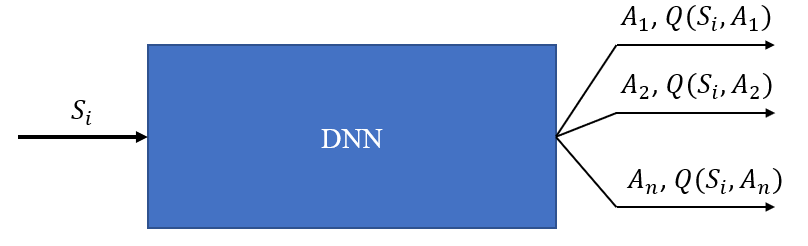 A₁, Q(Sᵢ, A₁)
A₂, Q(Sᵢ, A₂)
Sᵢ
DNN
Aₙ, Q(Sᵢ, Aₙ)